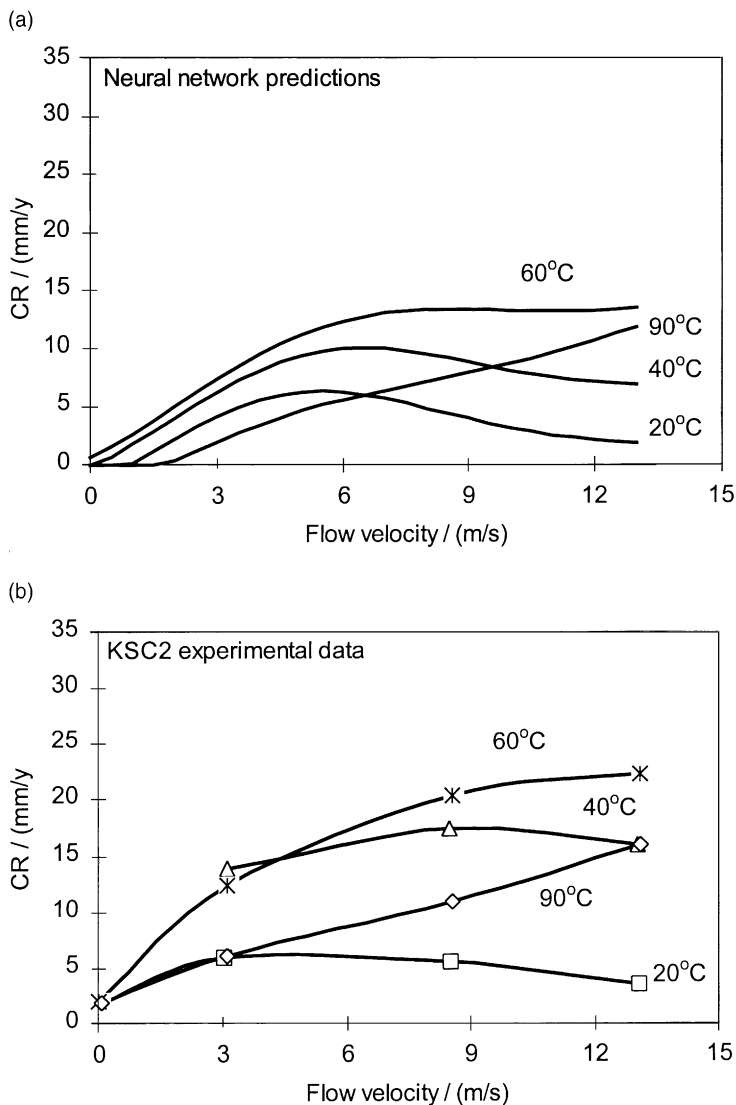 (a)
Neural network predictions
35
30
25
20
15
10
5
0
CR / (mm/y)
60°C
90°C
40°C
20°C
0 3 6 9 12 15
Flow velocity / (m/s)
(b)
KSC2 experimental data
35
30
25
20
15
10
5
0
CR / (mm/y)
60°C
40°C
90°C
20°C
0 3 6 9 12 15
Flow velocity / (m/s)